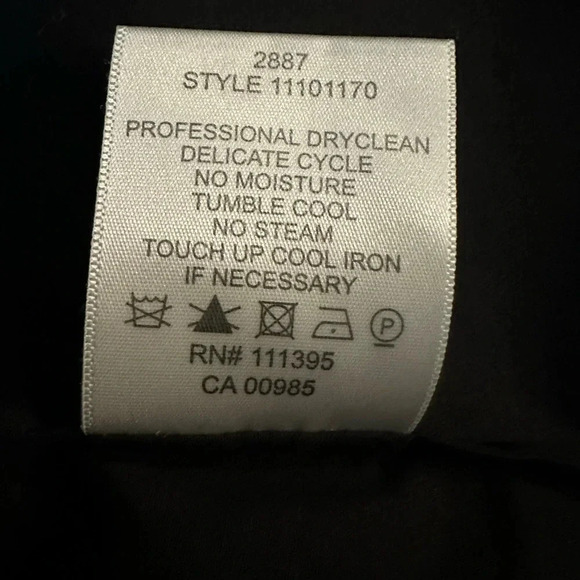 2887
STYLE 11101170
PROFESSIONAL DRYCLEAN
DELICATE CYCLE
NO MOISTURE
TUMBLE COOL
NO STEAM
TOUCH UP COOL IRON
IF NECESSARY
P
RN# 111395
CA 00985